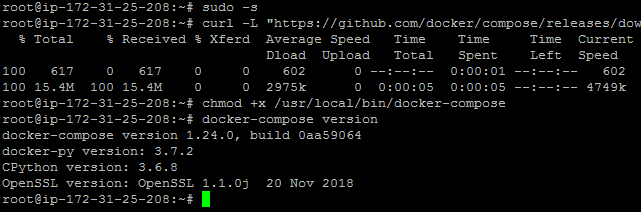 root@ip-172-31-25-208:~# sudo -s
root@ip-172-31-25-208:~# curl -L "https://github.com/docker/compose/releases/dow
  % Total    % Received % Xferd  Average Speed   Time    Time     Time  Current
                                 Dload  Upload   Total   Spent    Left  Speed
100   617    0   617    0     0    602      0 --:--:--  0:00:01 --:--:--   602
100 15.4M  100 15.4M    0     0  2975k      0  0:00:05  0:00:05 --:--:-- 4749k
root@ip-172-31-25-208:~# chmod +x /usr/local/bin/docker-compose
root@ip-172-31-25-208:~# docker-compose version
docker-compose version 1.24.0, build 0aa59064
docker-py version: 3.7.2
CPython version: 3.6.8
OpenSSL version: OpenSSL 1.1.0j  20 Nov 2018
root@ip-172-31-25-208:~#